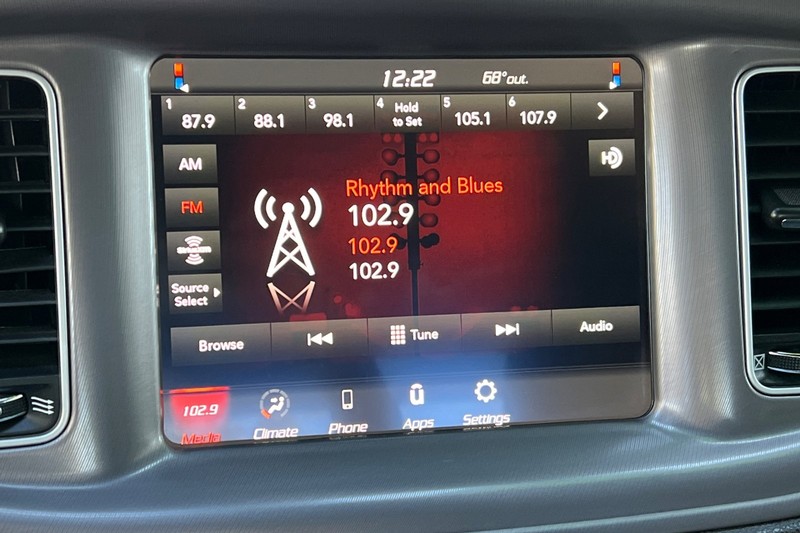 12:22 68°out.
1 87.9 2 88.1 3 98.1 4 Hold to Set 5 105.1 6 107.9
AM
FM
Rhythm and Blues
102.9
102.9
102.9
HD
SiriusXM
Source
Select
Browse Tune Audio
102.9
Media Climate Phone Apps Settings